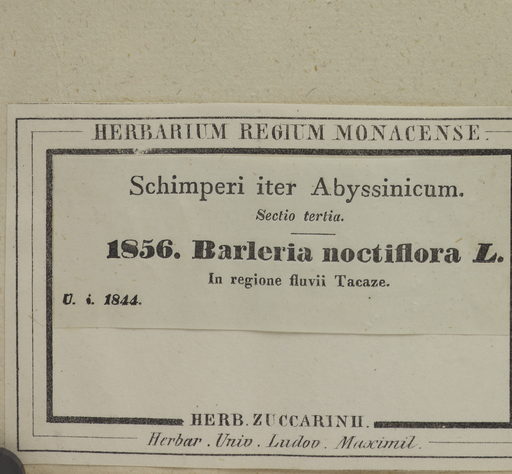 HERBARIUM REGIUM MONACENSE.
Schimperi iter Abyssinicum.
Sectio tertia.
1856. Barleria noctiflora L.
In regione fluvii Tacaze.
U. i. 1844.
HERB. ZUCCARINII.
Herbar. Univ. Ludov. Maximil.